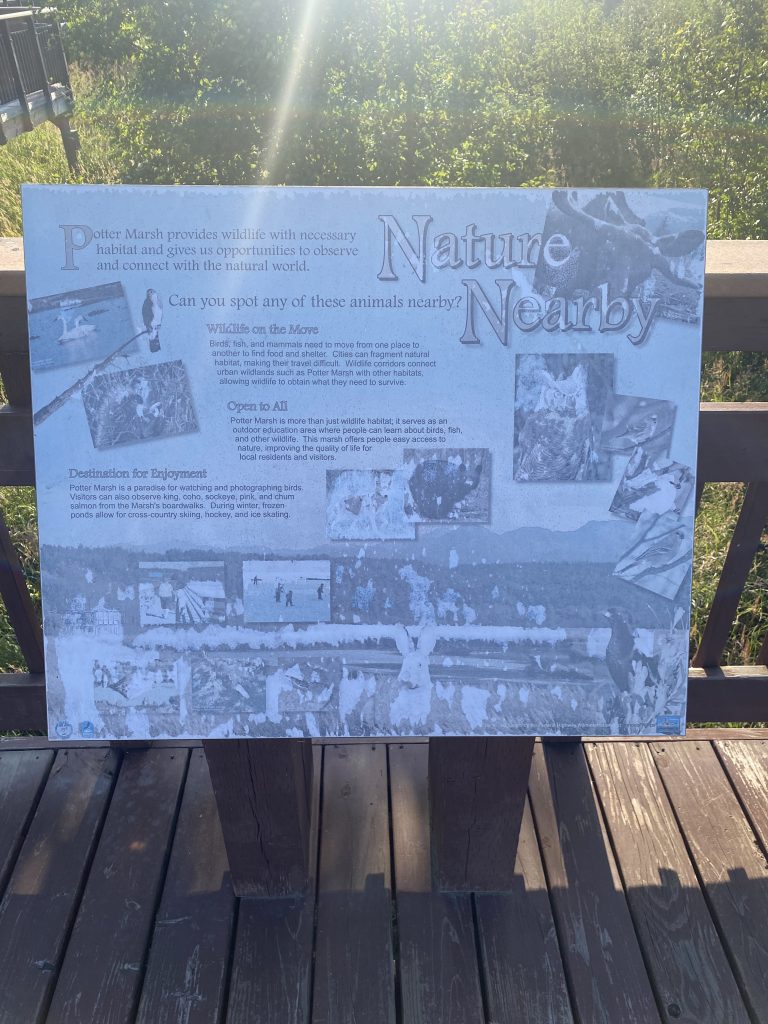 Potter Marsh provides wildlife with necessary
habitat and gives us opportunities to observe
and connect with the natural world.
Nature
Nearby
Can you spot any of these animals nearby?
Wildlife on the Move
Birds, fish, and mammals need to move from one place to
another to find food and shelter. Cities can fragment natural
habitat, making their travel difficult. Wildlife corridors connect
urban wildlands such as Potter Marsh with other habitats,
allowing wildlife to obtain what they need to survive.
Open to All
Potter Marsh is more than just wildlife habitat; it serves as an
outdoor education area where people can learn about birds, fish,
and other wildlife. This marsh offers people easy access to
nature, improving the quality of life for
local residents and visitors.
Destination for Enjoyment
Potter Marsh is a paradise for watching and photographing birds.
Visitors can also observe king, coho, sockeye, pink, and chum
salmon from the Marsh's boardwalks. During winter, frozen
ponds allow for cross-country skiing, hockey, and ice skating.